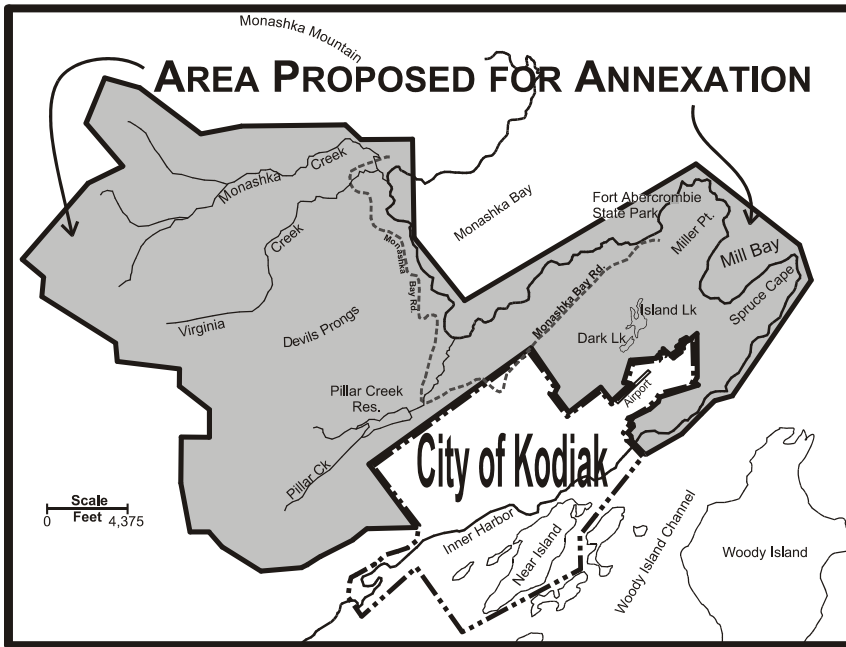 Monashka Mountain
AREA PROPOSED FOR ANNEXATION
Monashka Creek
Monashka Bay
Fort Abercrombie
State Park
Miller Pt.
Mill Bay
Spruce Cape
Virginia Creek
Monashka
Bay Rd.
Monashka Bay Rd.
Devils Prongs
Island Lk
Dark Lk
Airport
Pillar Creek
Res.
Pillar Ck
City of Kodiak
Scale
0 Feet 4,375
Inner Harbor
Near Island
Woody Island Channel
Woody Island